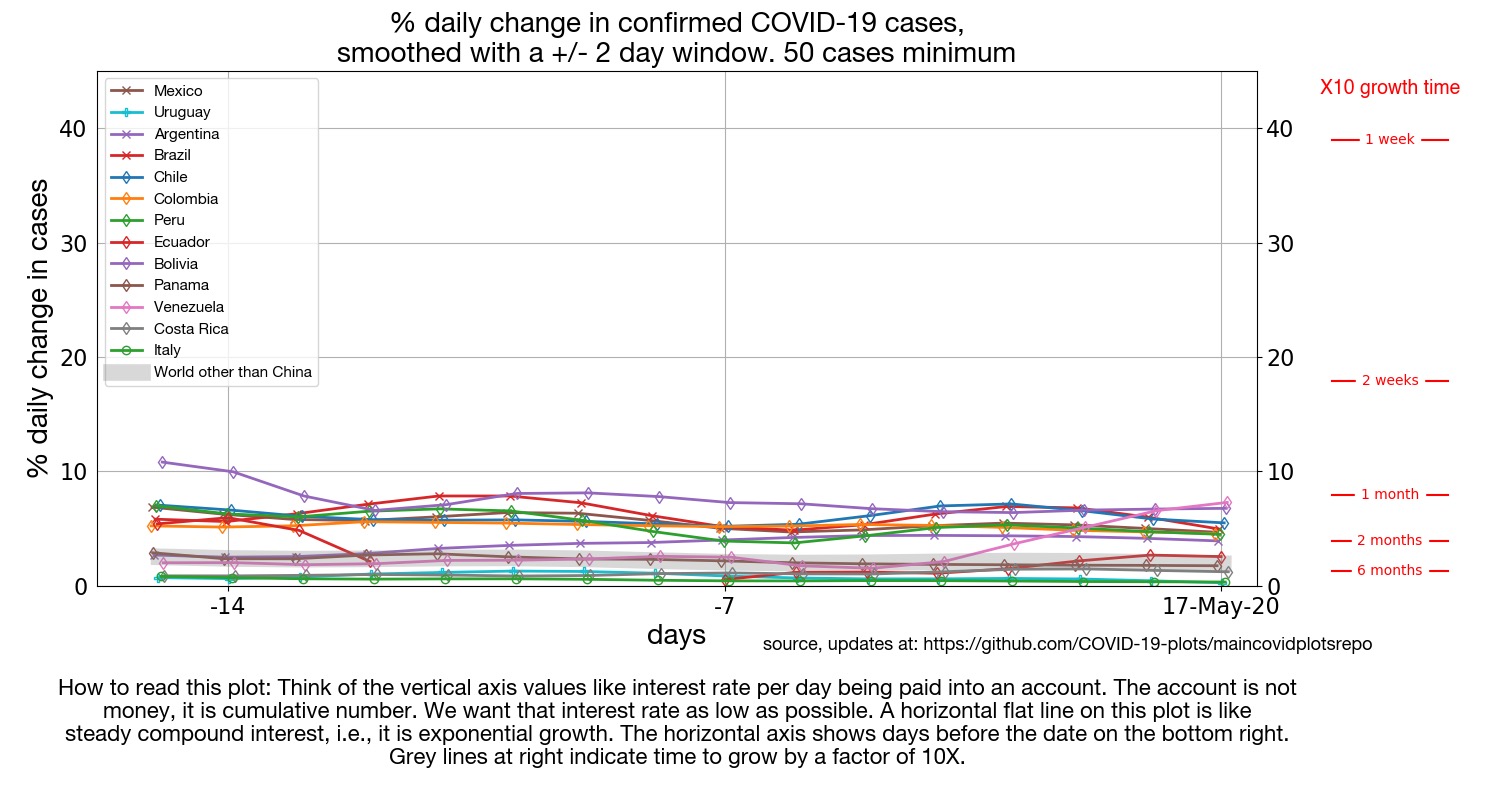 % daily change in confirmed COVID-19 cases,
smoothed with a +/- 2 day window. 50 cases minimum
X10 growth time
% daily change in cases
40
30
20
10
0
Mexico
Uruguay
Argentina
Brazil
Chile
Colombia
Peru
Ecuador
Bolivia
Panama
Venezuela
Costa Rica
Italy
World other than China
40
30
20
10
0
1 week
2 weeks
1 month
2 months
6 months
-14
-7
17-May-20
days
source, updates at: https://github.com/COVID-19-plots/maincovidplotsrepo
How to read this plot: Think of the vertical axis values like interest rate per day being paid into an account. The account is not
money, it is cumulative number. We want that interest rate as low as possible. A horizontal flat line on this plot is like
steady compound interest, i.e., it is exponential growth. The horizontal axis shows days before the date on the bottom right.
Grey lines at right indicate time to grow by a factor of 10X.